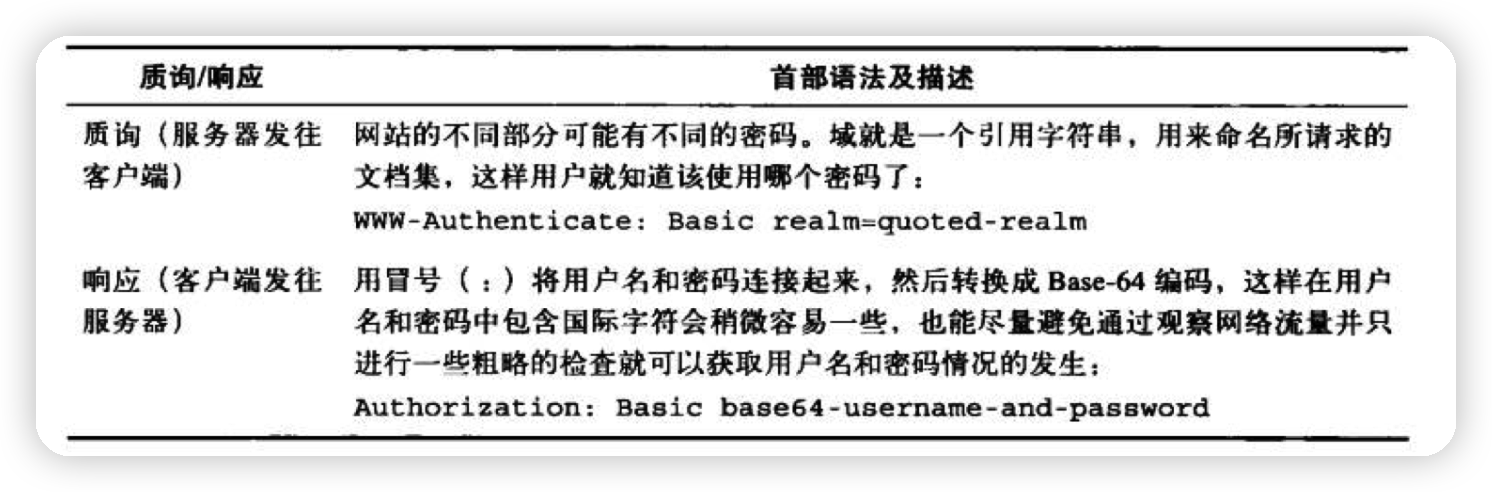 质询/响应 首部语法及描述
质询（服务器发往 网站的不同部分可能有不同的密码。域就是一个引用字符串，用来命名所请求的
客户端） 文档集，这样用户就知道该使用哪个密码了：
WWW-Authenticate: Basic realm=quoted-realm
响应（客户端发往 用冒号（:）将用户名和密码连接起来，然后转换成 Base-64 编码，这样在用户
服务器） 名和密码中包含国际字符会稍微容易一些，也能尽量避免通过观察网络流量并只
进行一些粗略的检查就可以获取用户名和密码情况的发生：
Authorization: Basic base64-username-and-password